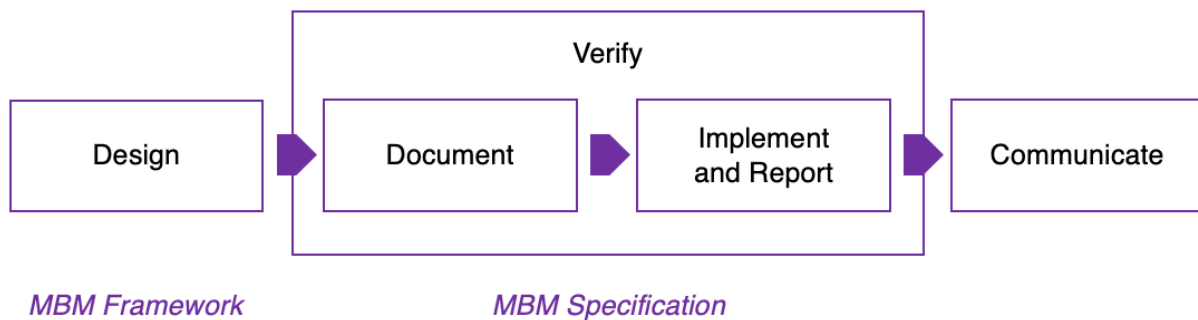 Verify
Design
Document
Implement
and Report
Communicate
MBM Framework
MBM Specification